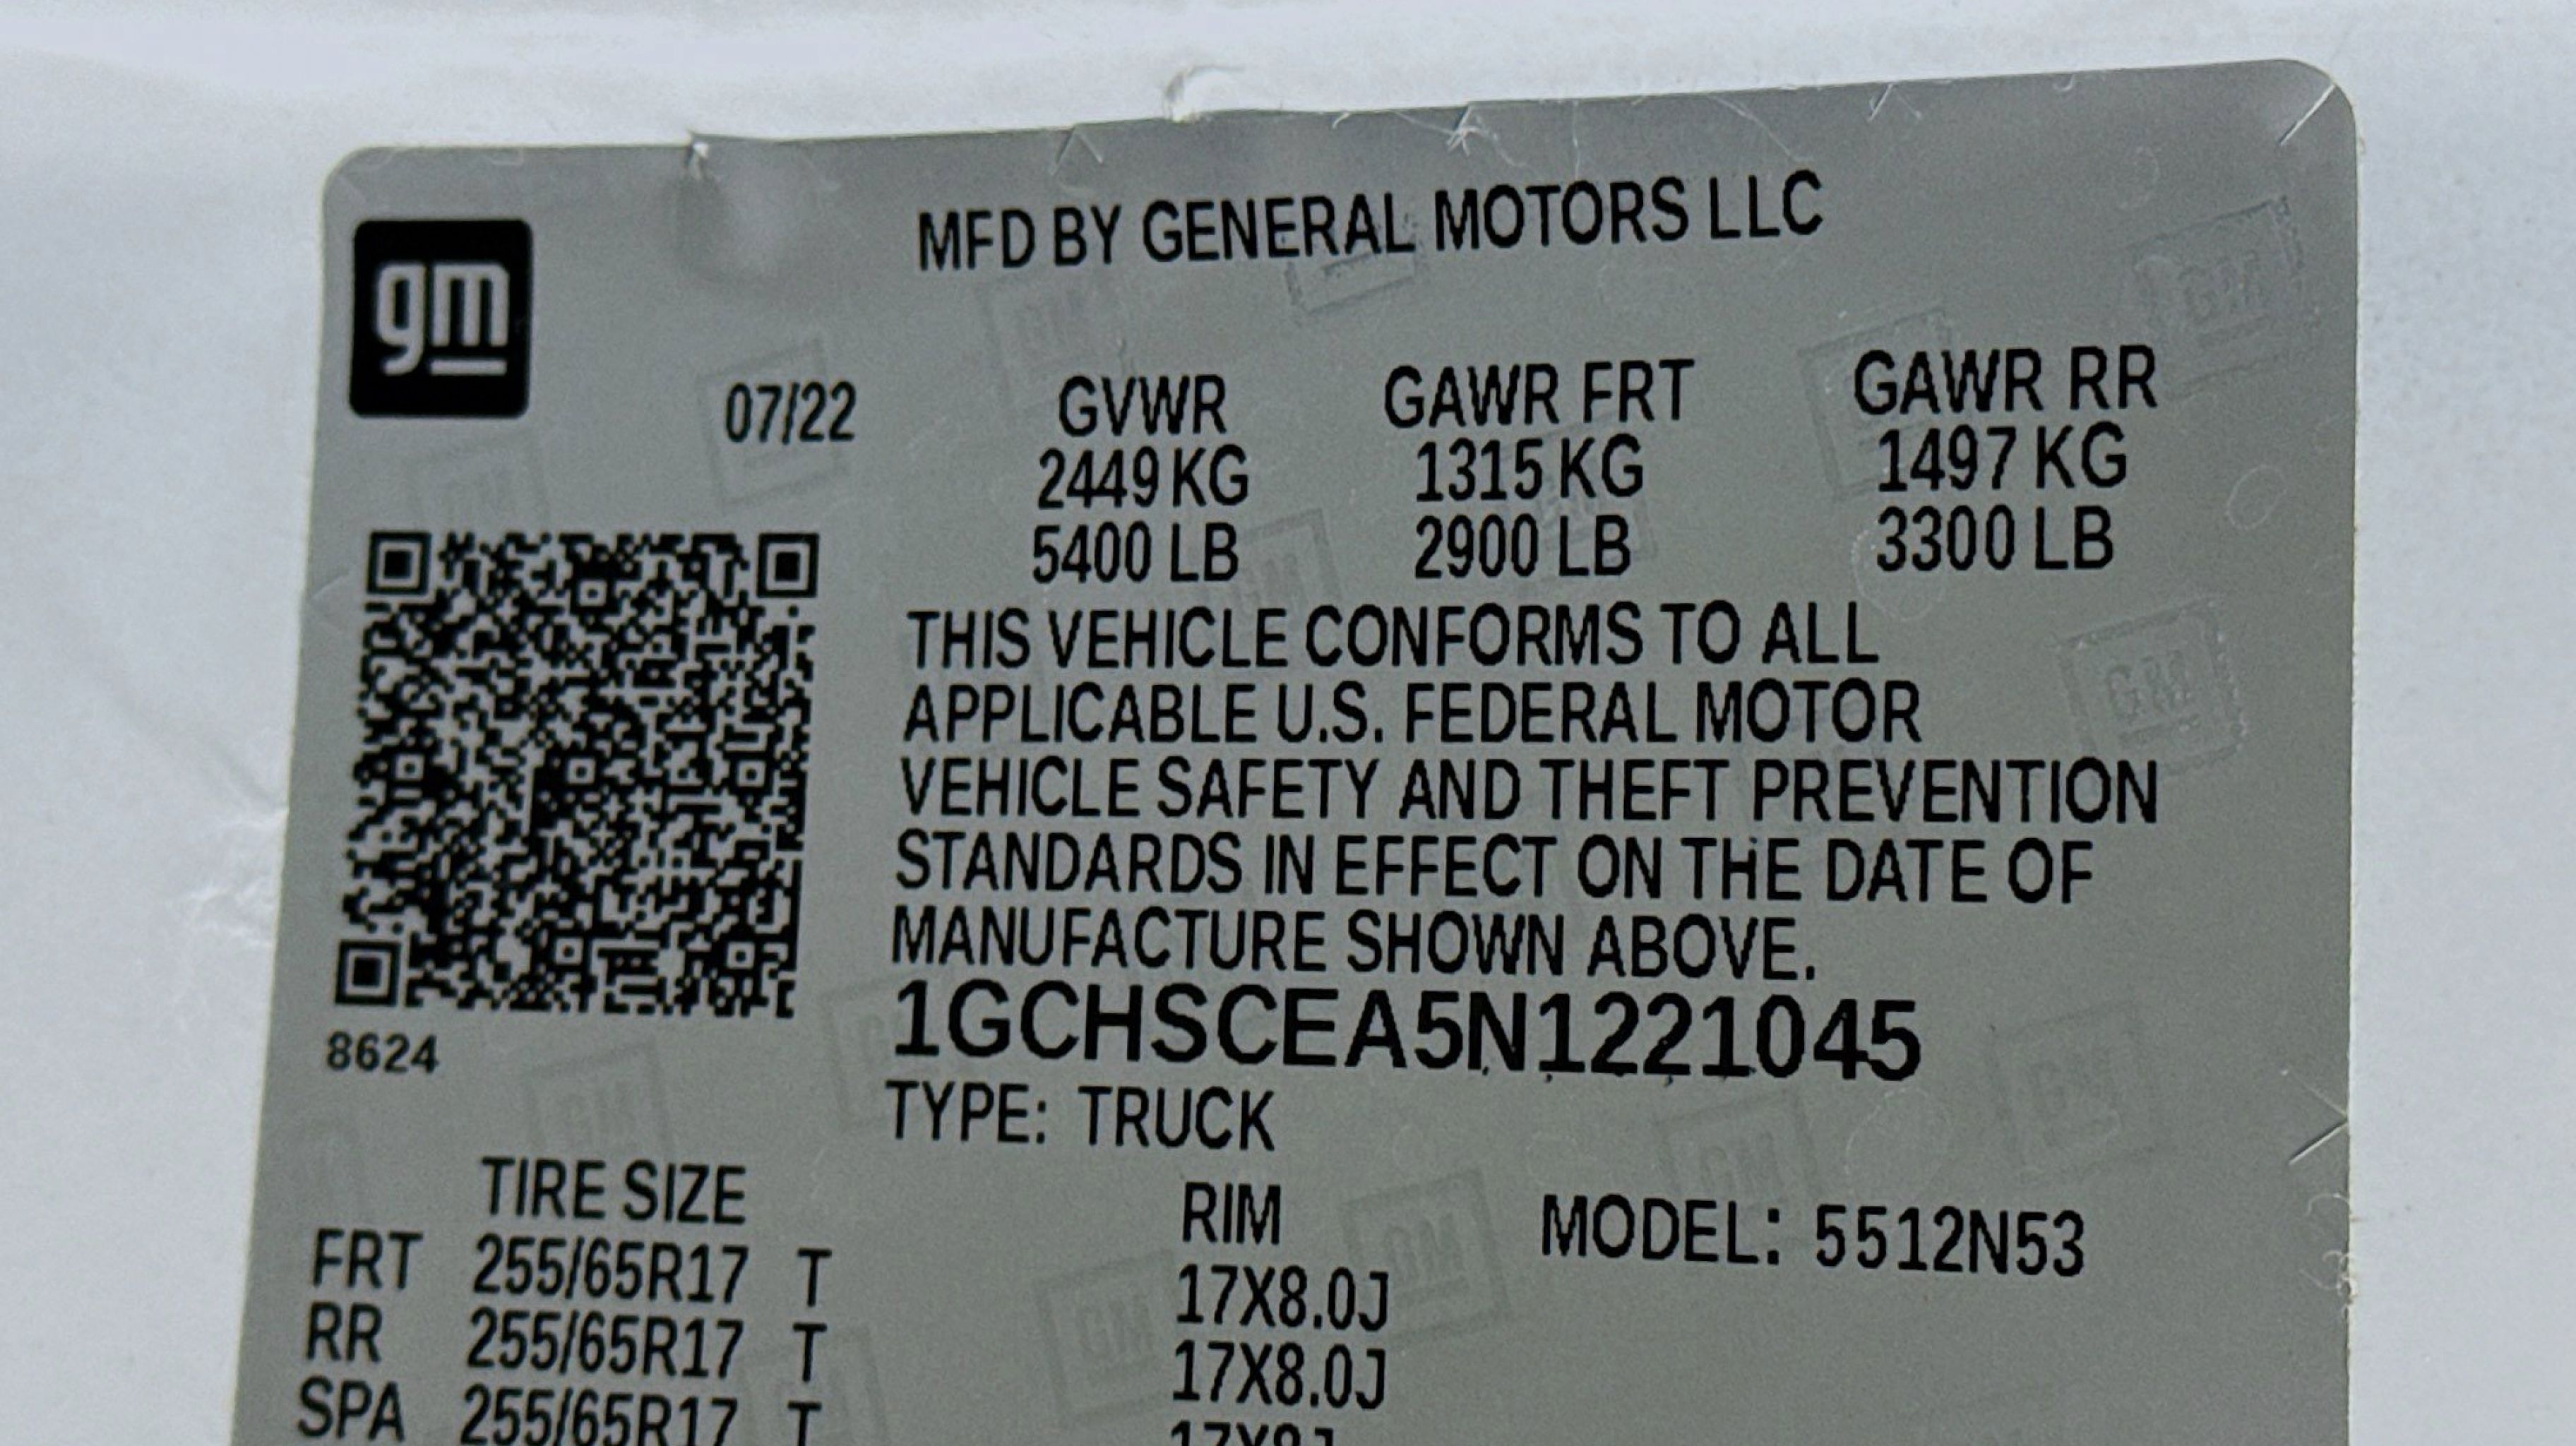 MFD BY GENERAL MOTORS LLC
gm
07/22
GVWR GAWR FRT GAWR RR
2449 KG 1315 KG 1497 KG
5400 LB 2900 LB 3300 LB
THIS VEHICLE CONFORMS TO ALL
APPLICABLE U.S. FEDERAL MOTOR
VEHICLE SAFETY AND THEFT PREVENTION
STANDARDS IN EFFECT ON THE DATE OF
MANUFACTURE SHOWN ABOVE.
1GCHSCEA5N1221045
8624
TYPE: TRUCK
TIRE SIZE RIM MODEL: 5512N53
FRT 255/65R17 T 17X8.0J
RR 255/65R17 T 17X8.0J
SPA 255/65R17 T